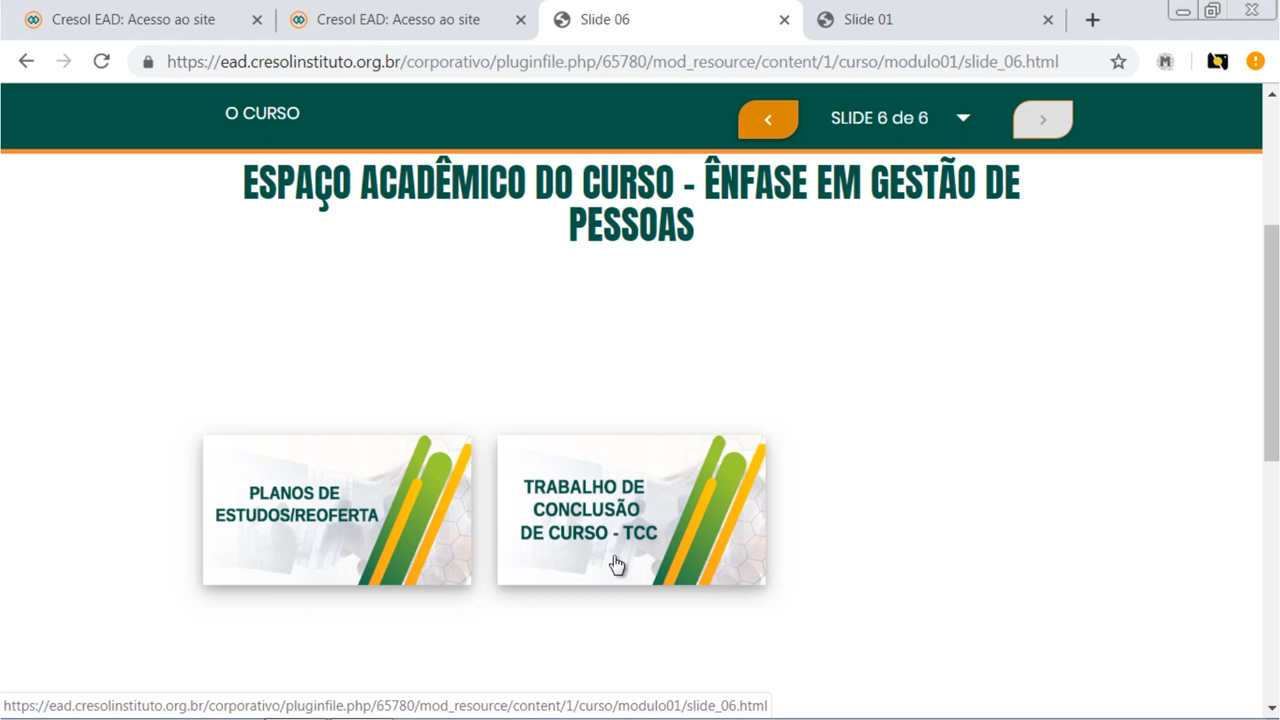 Cresol EAD: Acesso ao site
Cresol EAD: Acesso ao site
Slide 06
Slide 01
https://ead.cresolinstituto.org.br/corporativo/pluginfile.php/65780/mod_resource/content/1/curso/modulo01/slide_06.html
O CURSO
SLIDE 6 de 6
ESPAÇO ACADÊMICO DO CURSO - ÊNFASE EM GESTÃO DE
PESSOAS
PLANOS DE
ESTUDOS/REOFERTA
TRABALHO DE
CONCLUSÃO
DE CURSO - TCC
https://ead.cresolinstituto.org.br/corporativo/pluginfile.php/65780/mod_resource/content/1/curso/modulo01/slide_06.html